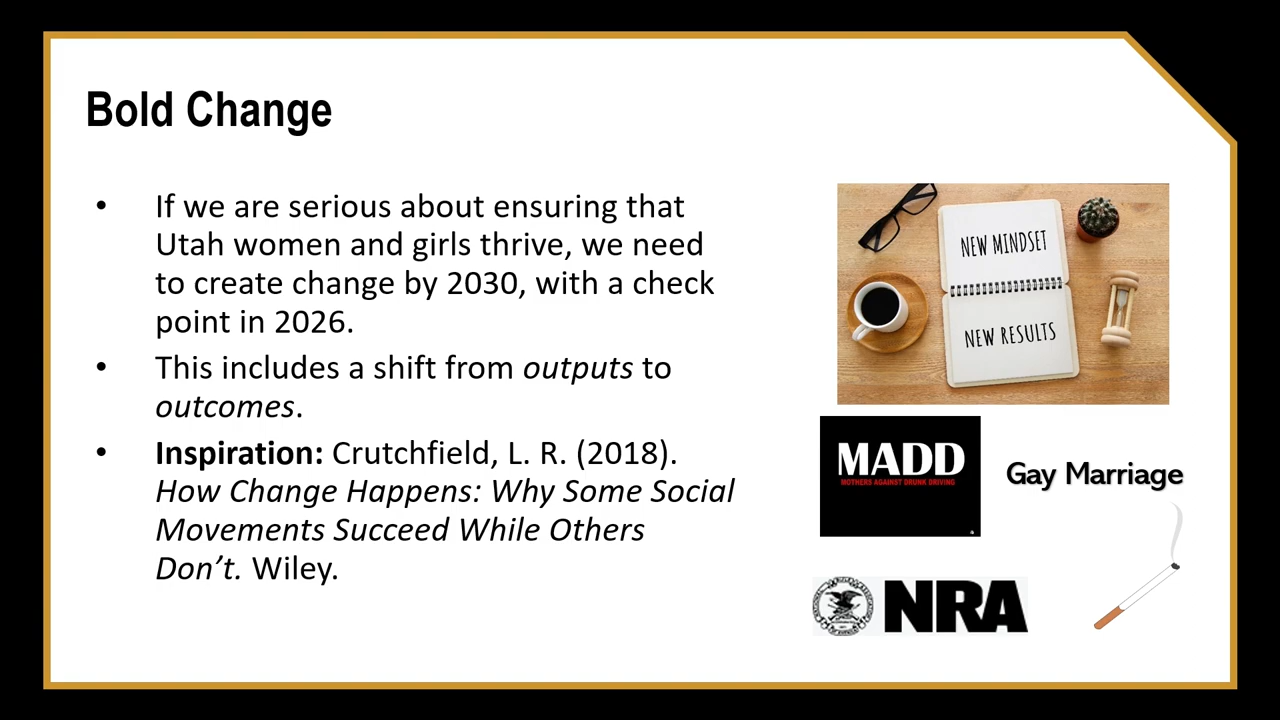 Bold Change
• If we are serious about ensuring that
Utah women and girls thrive, we need
to create change by 2030, with a check
point in 2026.
• This includes a shift from outputs to
outcomes.
• Inspiration: Crutchfield, L. R. (2018).
How Change Happens: Why Some Social
Movements Succeed While Others
Don’t. Wiley.
NEW MINDSET
NEW RESULTS
MADD
MOTHERS AGAINST DRUNK DRIVING
Gay Marriage
NRA